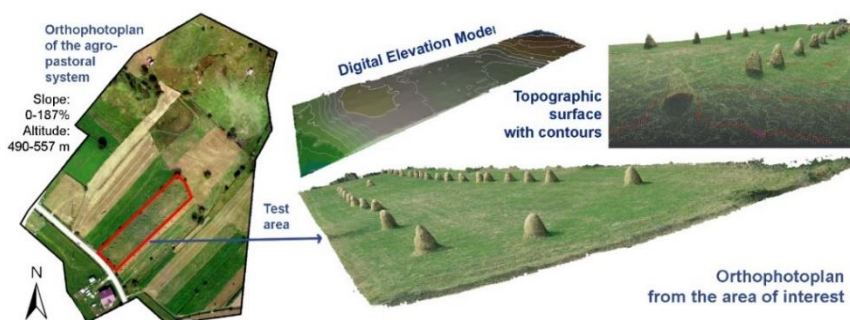 Orthophotoplan
of the agro-
pastoral
system
Slope:
0-187%
Altitude:
490-557 m
N
Test
area
Digital Elevation Model
Topographic
surface
with contours
Orthophotoplan
from the area of interest